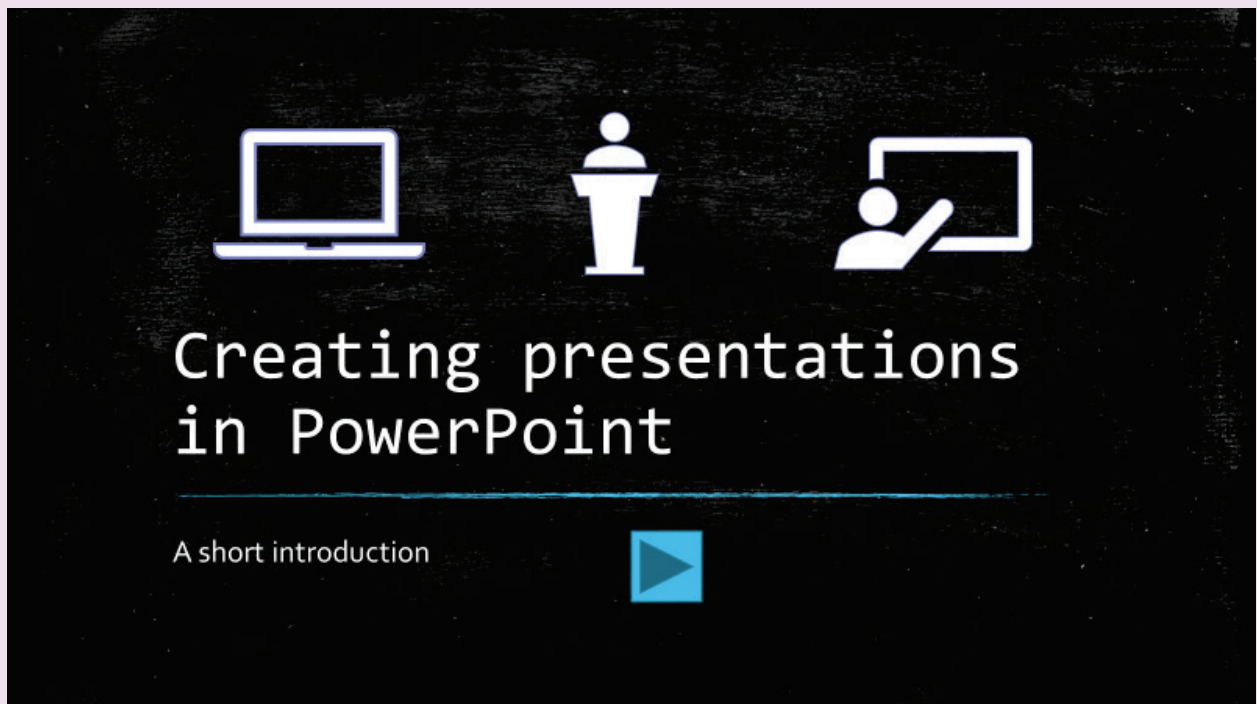 Creating presentations
in PowerPoint
A short introduction